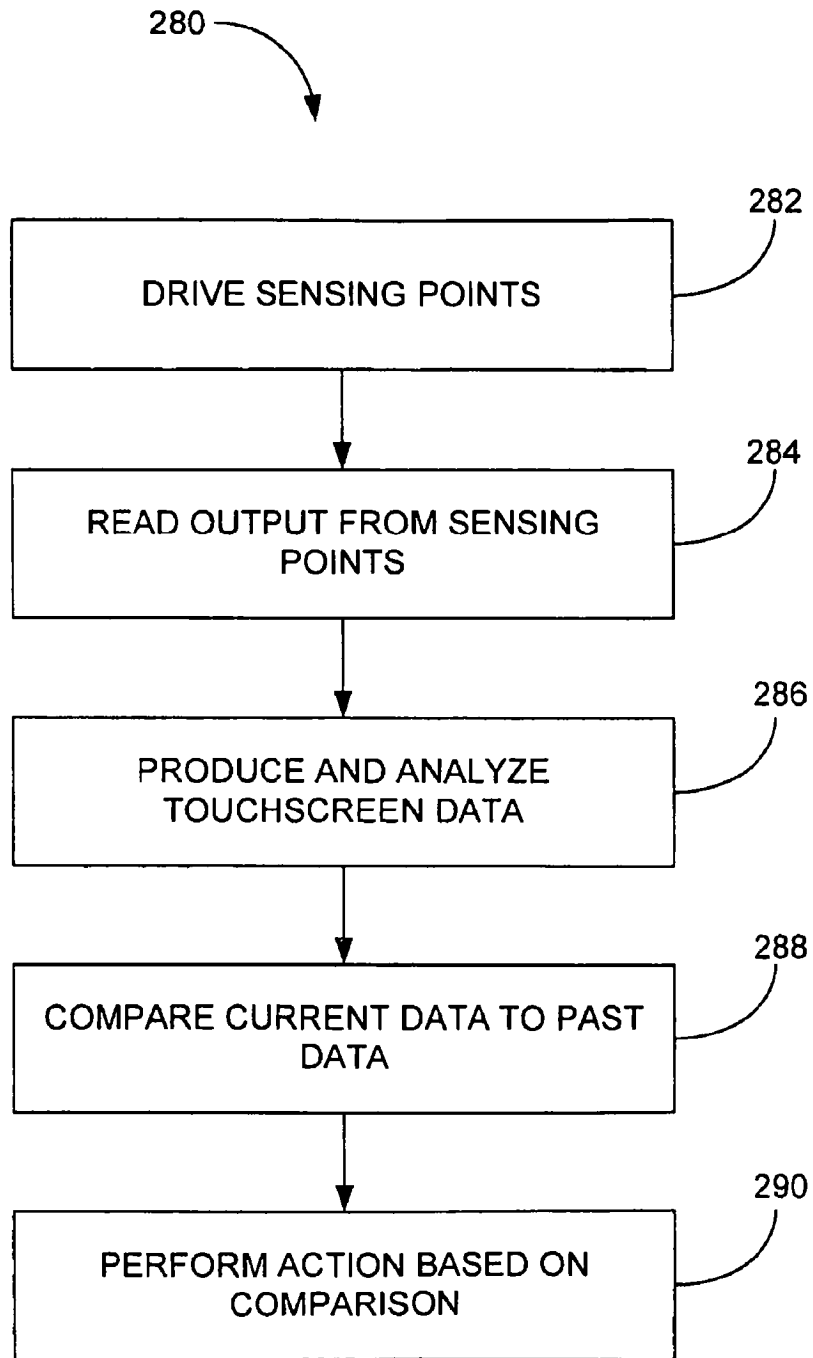 280
282
DRIVE SENSING POINTS
284
READ OUTPUT FROM SENSING
POINTS
286
PRODUCE AND ANALYZE
TOUCHSCREEN DATA
288
COMPARE CURRENT DATA TO PAST
DATA
290
PERFORM ACTION BASED ON
COMPARISON